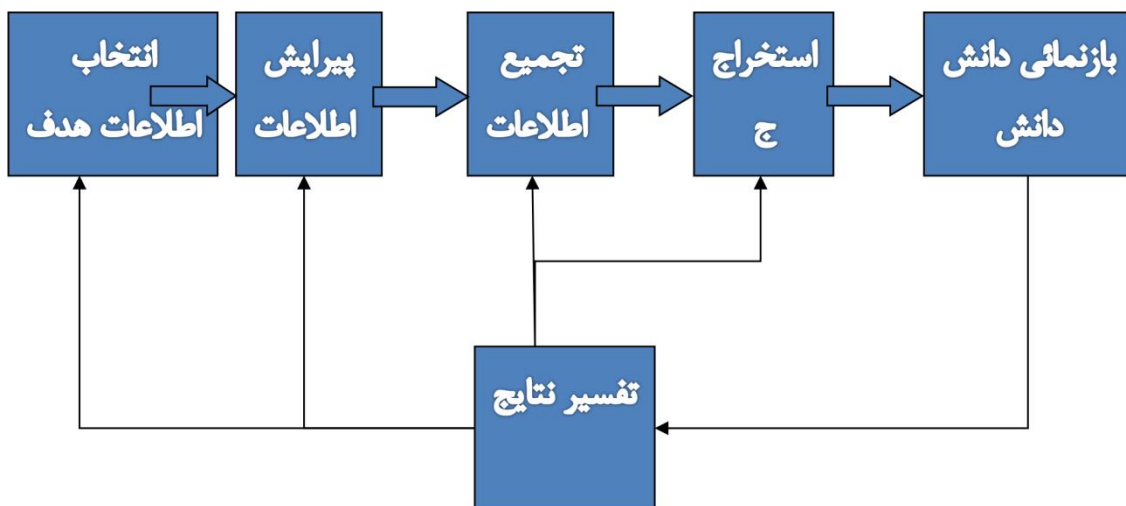 انتخاب
اطلاعات هدف
پیرایش
اطلاعات
تجمیع
اطلاعات
استخراج
ج
بازنمائی دانش
دانش
تفسیر نتایج